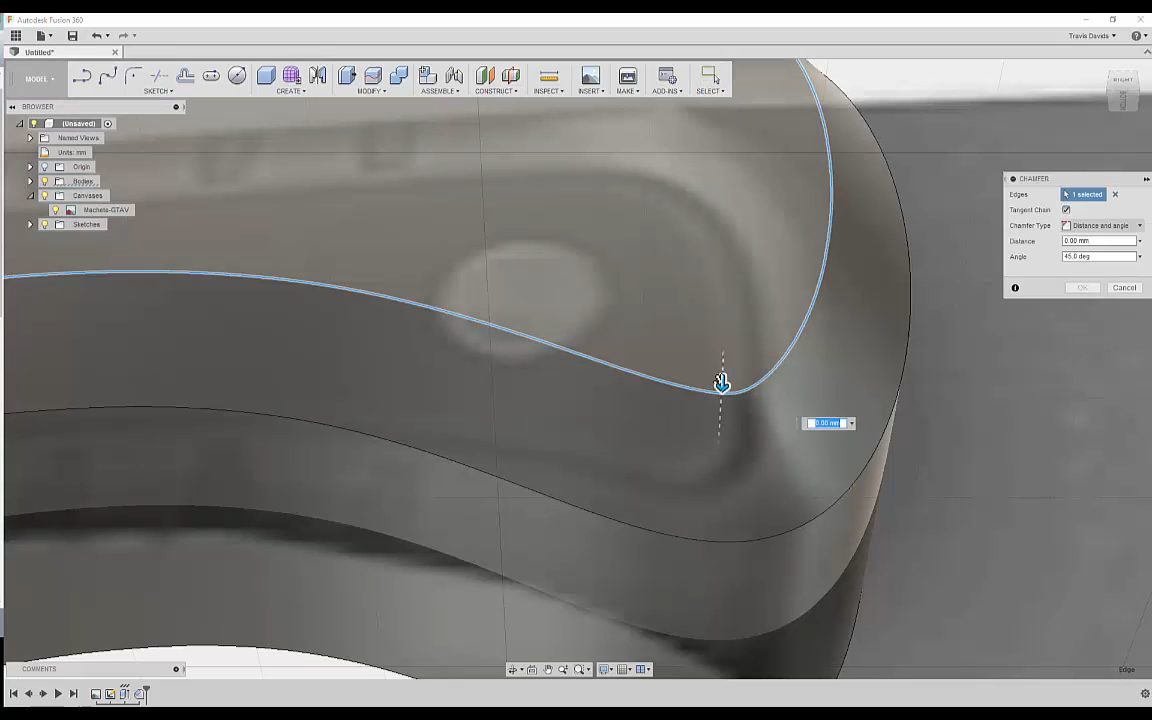 Autodesk Fusion 360
Travis Davids
Untitled*
MODEL
SKETCH CREATE MODIFY ASSEMBLE CONSTRUCT INSPECT INSERT MAKE ADD-INS SELECT
RIGHT
BOTTOM
BROWSER
(Unsaved)
Named Views
Units: mm
Origin
Bodies
Canvases
Machete-GTAV
Sketches
CHAMFER
Edges 1 selected
Tangent Chain
Chamfer Type Distance and angle
Distance 0.00 mm
Angle 45.0 deg
OK Cancel
0.00 mm
COMMENTS
Edge